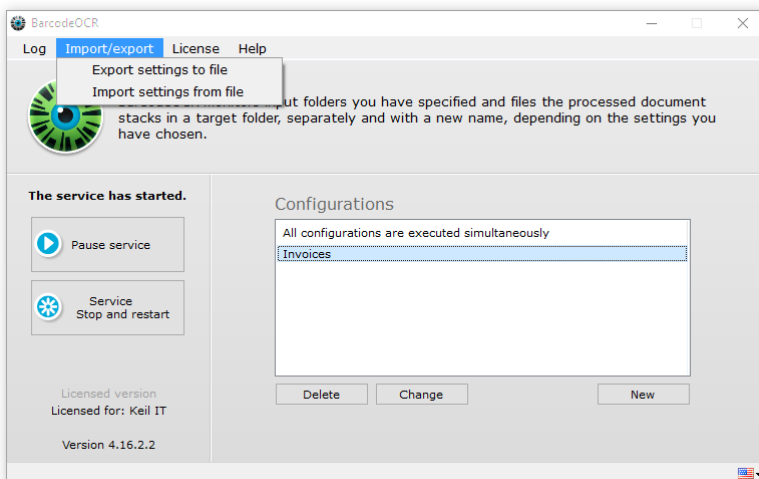 BarcodeOCR
Log Import/export License Help
Export settings to file
Import settings from file
put folders you have specified and files the processed document
stacks in a target folder, separately and with a new name, depending on the settings you
have chosen.
The service has started.
Configurations
Pause service
Service
Stop and restart
All configurations are executed simultaneously
Invoices
Delete Change New
Licensed version
Licensed for: Keil IT
Version 4.16.2.2